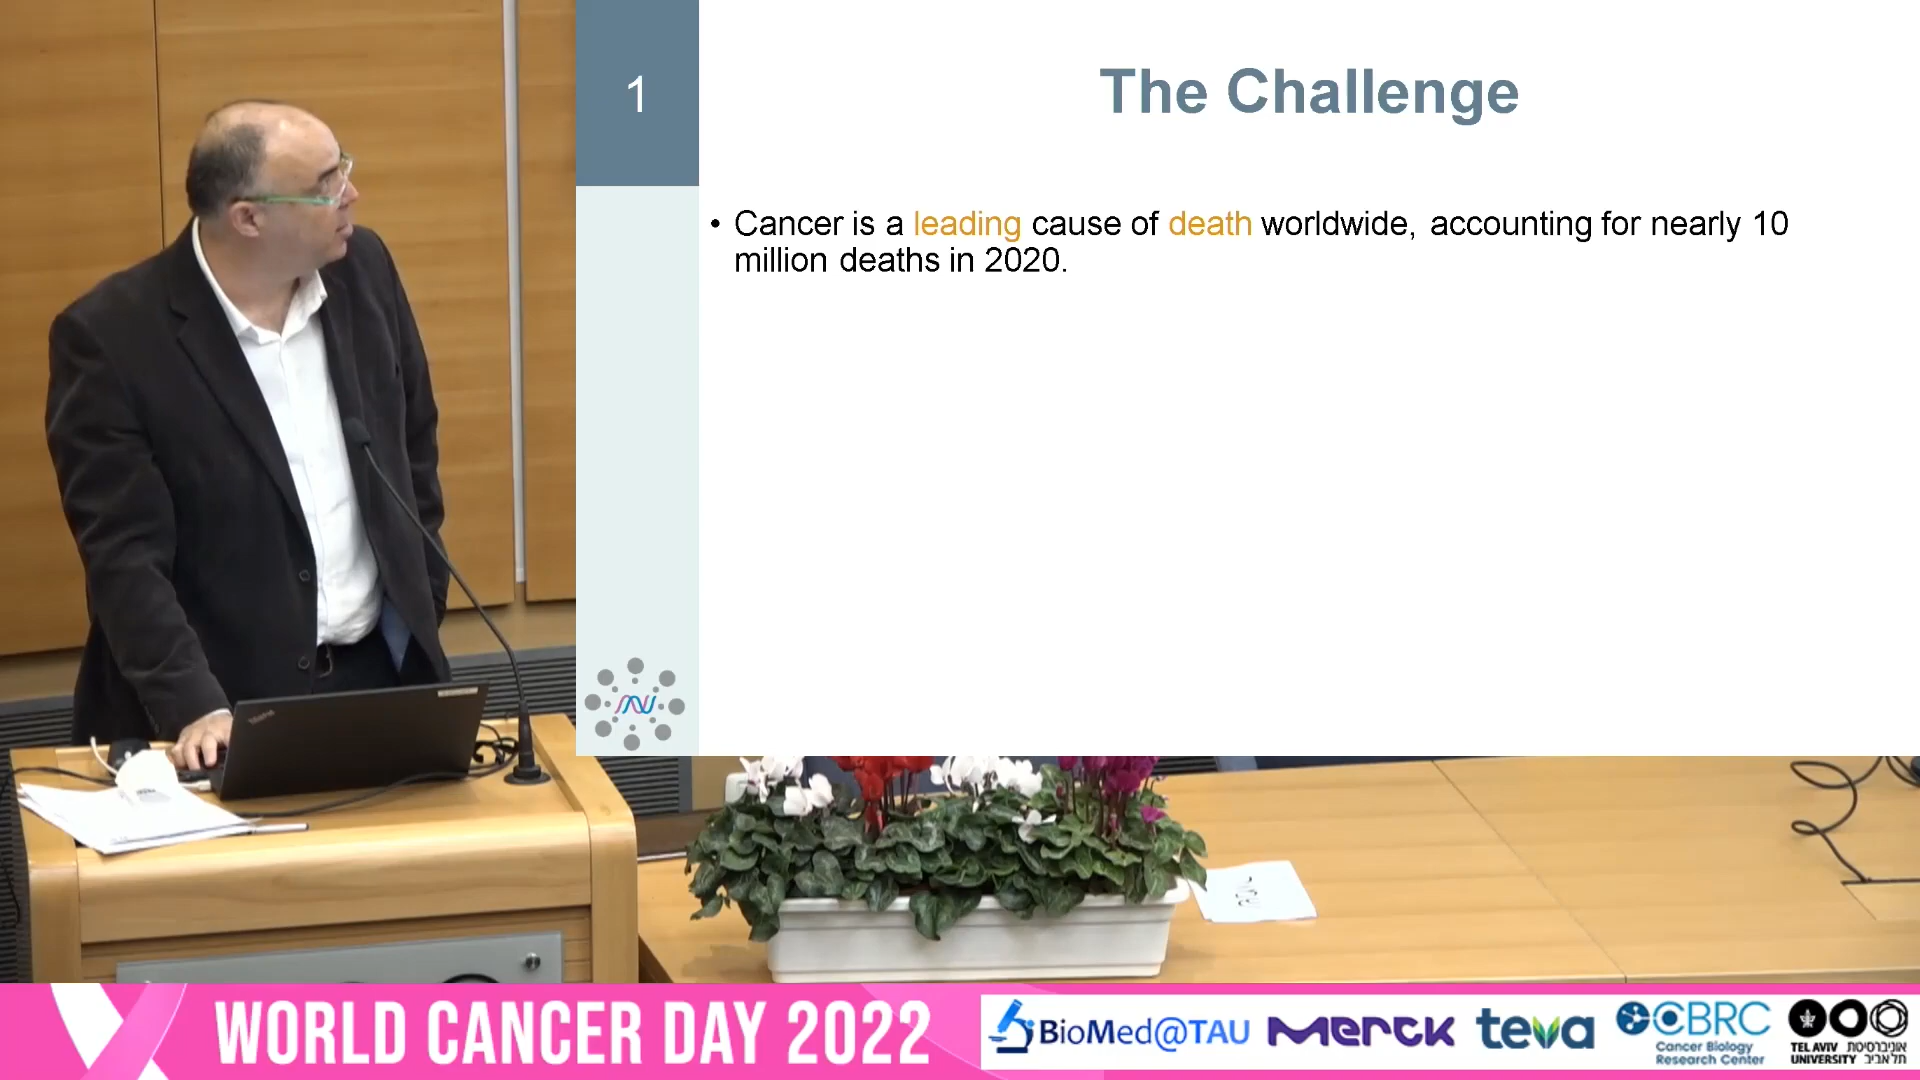 1
The Challenge
• Cancer is a leading cause of death worldwide, accounting for nearly 10
million deaths in 2020.
ThinkPad
WORLD CANCER DAY 2022
BioMed@TAU
MERCK
teva
CBRC
Cancer Biology
Research Center
TEL AVIV אוניברסיטת
UNIVERSITY תל אביב